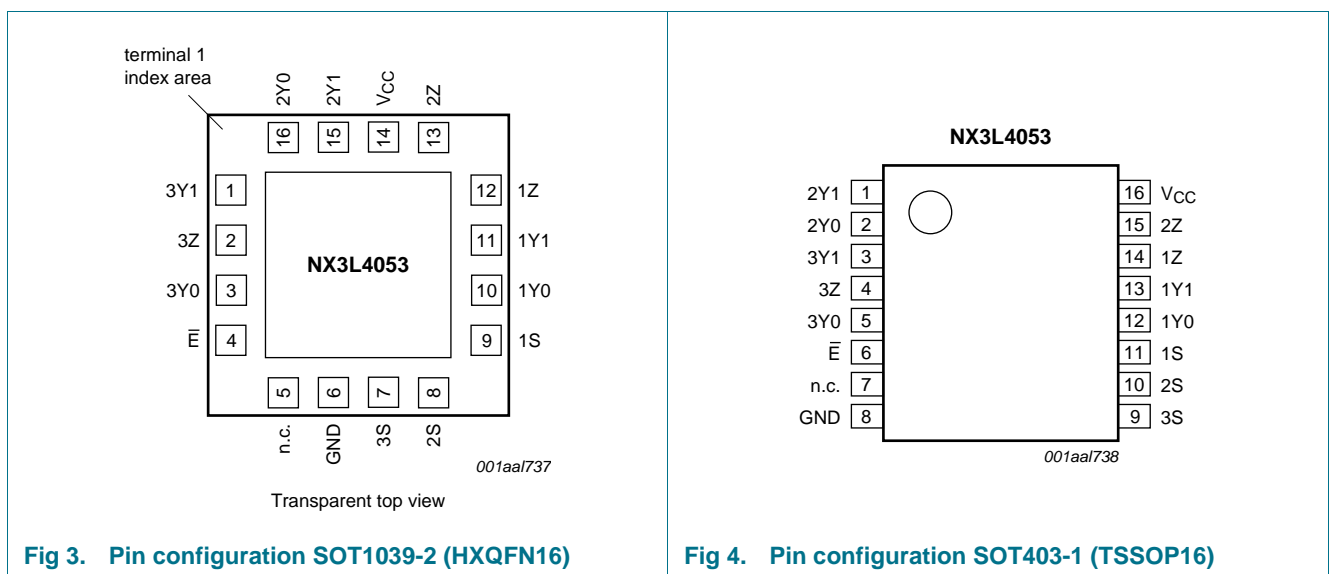 terminal 1
index area
2Y0
2Y1
VCC
2Z
16
15
14
13
3Y1 1
12 1Z
3Z 2
11 1Y1
NX3L4053
3Y0 3
10 1Y0
E̅ 4
9 1S
5
6
7
8
n.c.
GND
3S
2S
001aal737
Transparent top view
Fig 3. Pin configuration SOT1039-2 (HXQFN16)
NX3L4053
2Y1 1
16 VCC
2Y0 2
15 2Z
3Y1 3
14 1Z
3Z 4
13 1Y1
3Y0 5
12 1Y0
E̅ 6
11 1S
n.c. 7
10 2S
GND 8
9 3S
001aal738
Fig 4. Pin configuration SOT403-1 (TSSOP16)